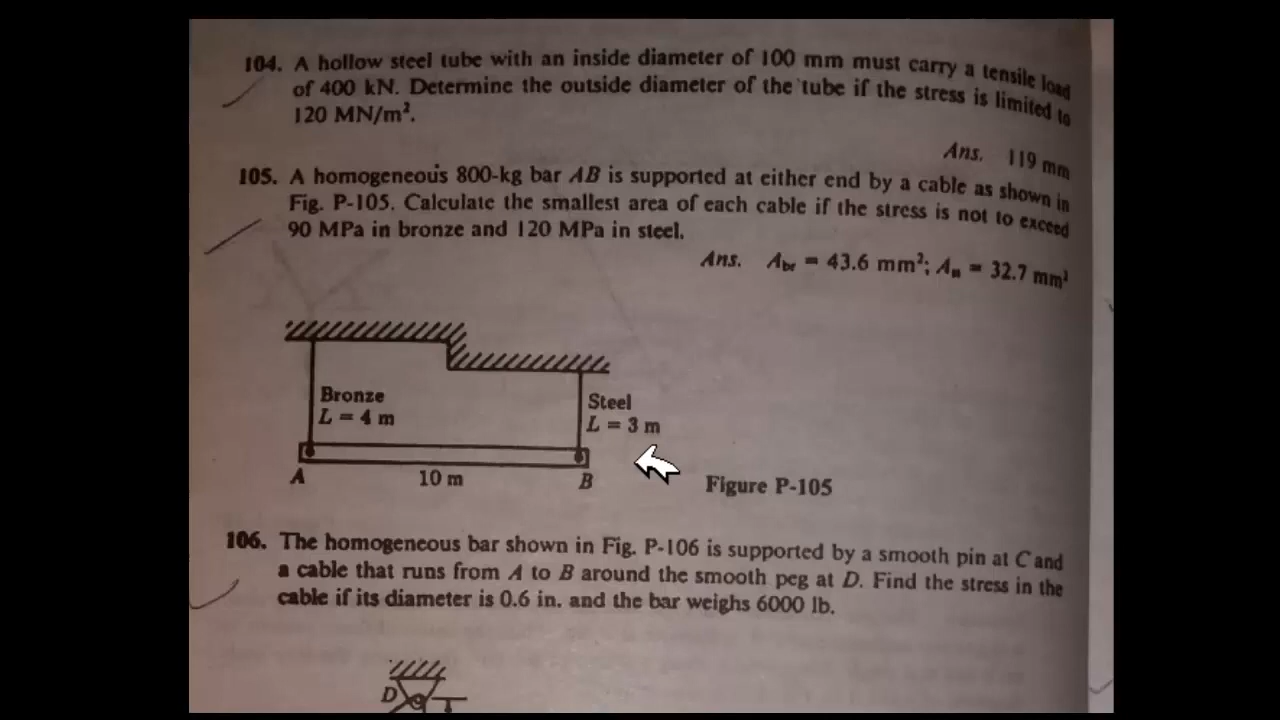 104. A hollow steel tube with an inside diameter of 100 mm must carry a tensile load
of 400 kN. Determine the outside diameter of the tube if the stress is limited to
120 MN/m².
Ans. 119 mm
105. A homogeneous 800-kg bar AB is supported at either end by a cable as shown in
Fig. P-105. Calculate the smallest area of each cable if the stress is not to exceed
90 MPa in bronze and 120 MPa in steel.
Ans. Abr = 43.6 mm²; Ast = 32.7 mm²
Bronze
L = 4 m
Steel
L = 3 m
A
10 m
B
Figure P-105
106. The homogeneous bar shown in Fig. P-106 is supported by a smooth pin at C and
a cable that runs from A to B around the smooth peg at D. Find the stress in the
cable if its diameter is 0.6 in. and the bar weighs 6000 lb.
D